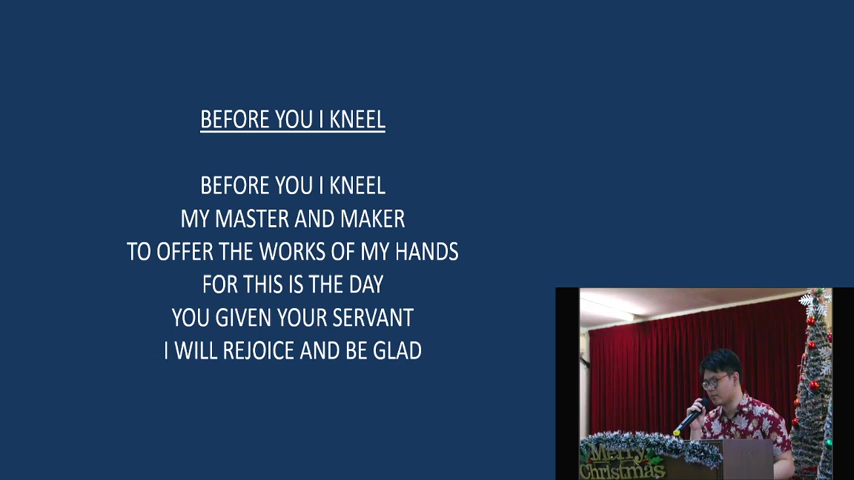 BEFORE YOU I KNEEL
BEFORE YOU I KNEEL
MY MASTER AND MAKER
TO OFFER THE WORKS OF MY HANDS
FOR THIS IS THE DAY
YOU GIVEN YOUR SERVANT
I WILL REJOICE AND BE GLAD
Merry
Christmas